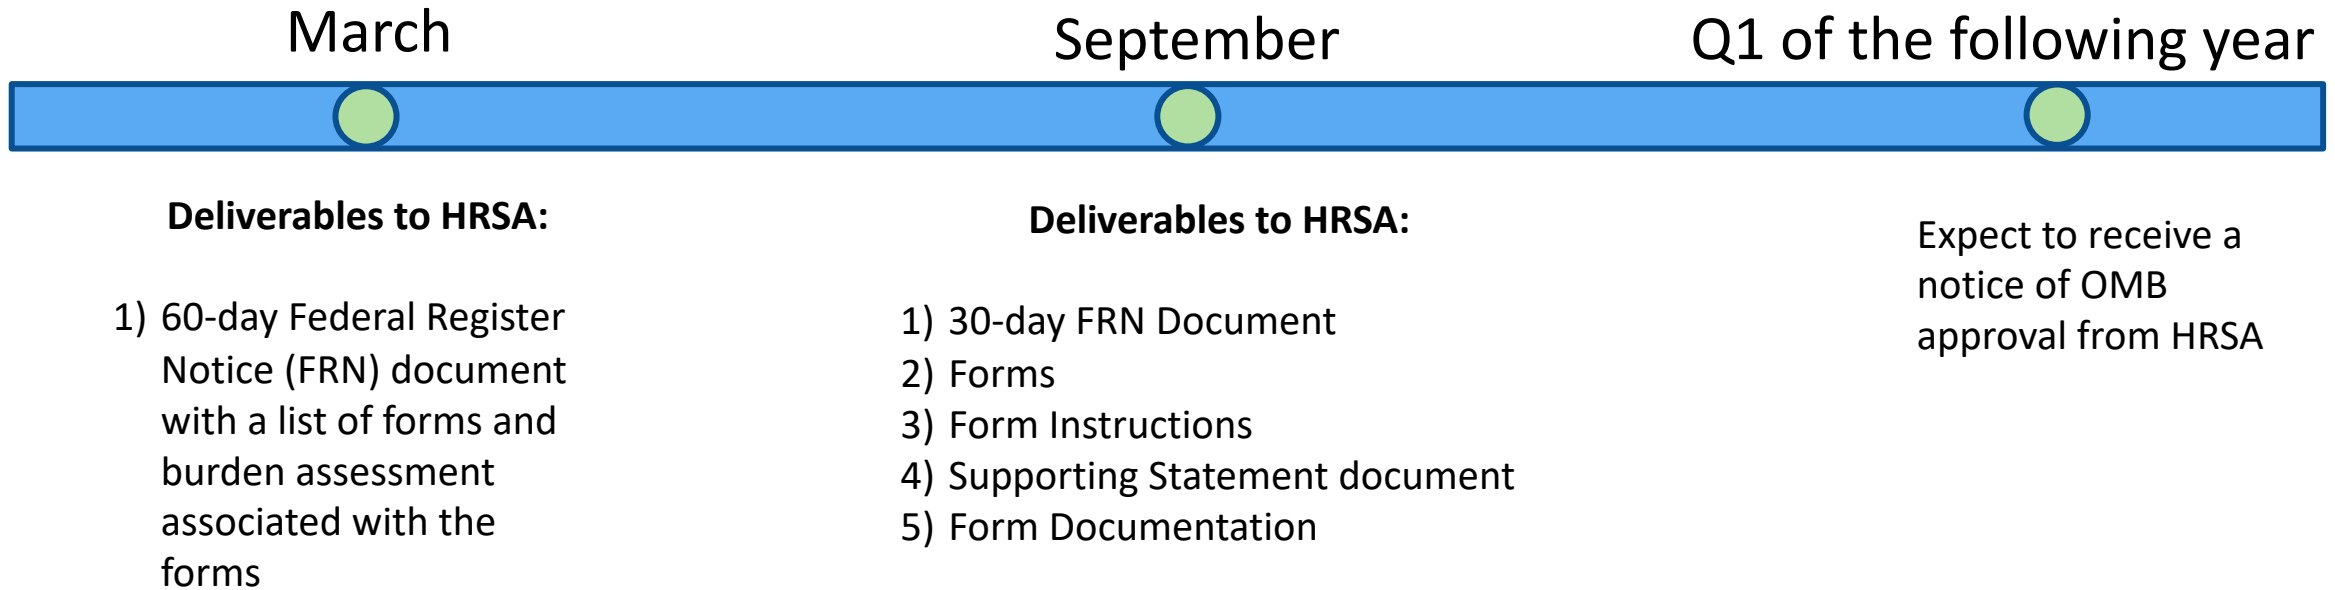 March
September
Q1 of the following year
Deliverables to HRSA:
1) 60-day Federal Register
Notice (FRN) document
with a list of forms and
burden assessment
associated with the
forms
Deliverables to HRSA:
1) 30-day FRN Document
2) Forms
3) Form Instructions
4) Supporting Statement document
5) Form Documentation
Expect to receive a
notice of OMB
approval from HRSA